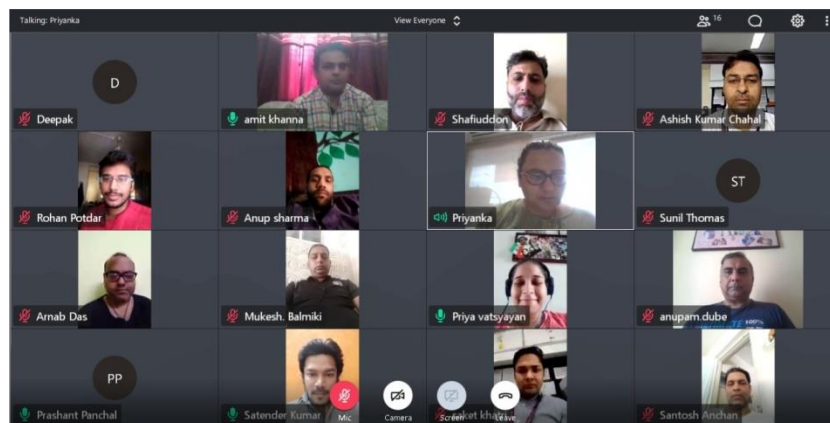 Talking: Priyanka
View Everyone
16
D
Deepak
amit khanna
Shafiuddon
Ashish Kumar Chahal
Rohan Potdar
Anup sharma
Priyanka
ST
Sunil Thomas
Arnab Das
Mukesh. Balmiki
Priya vatsyayan
anupam.dube
PP
Prashant Panchal
Satender Kumar
khatri
Santosh Anchan
Mic
Camera
Screen
Leave